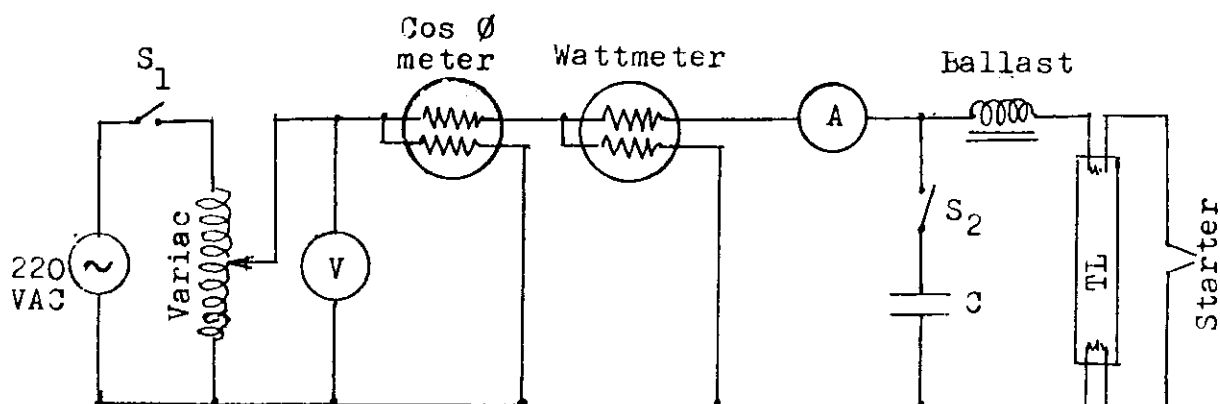 Cos Ø
meter
Wattmeter
Ballast
S1
A
S2
220
VAC
Variac
V
C
TL
Starter